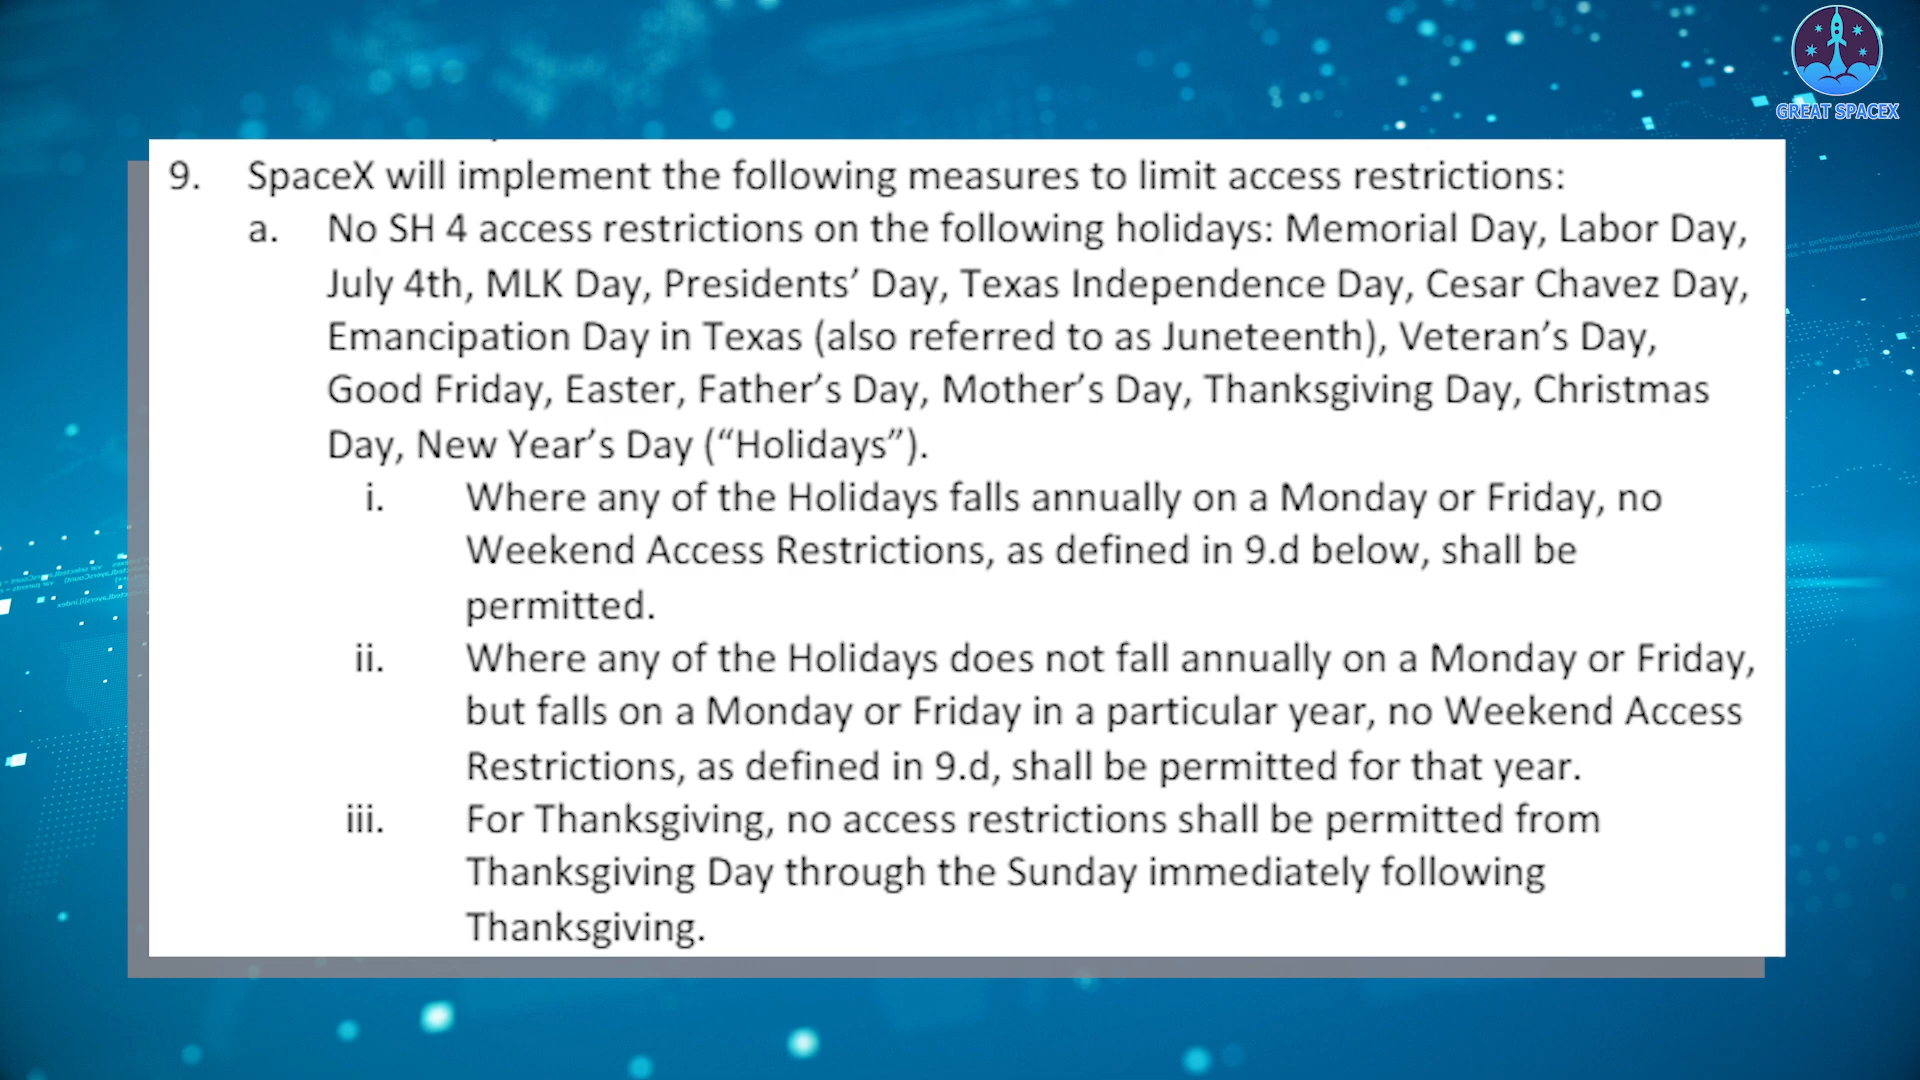 GREAT SPACEX
9. SpaceX will implement the following measures to limit access restrictions:
a. No SH 4 access restrictions on the following holidays: Memorial Day, Labor Day,
July 4th, MLK Day, Presidents’ Day, Texas Independence Day, Cesar Chavez Day,
Emancipation Day in Texas (also referred to as Juneteenth), Veteran’s Day,
Good Friday, Easter, Father’s Day, Mother’s Day, Thanksgiving Day, Christmas
Day, New Year’s Day (“Holidays”).
i. Where any of the Holidays falls annually on a Monday or Friday, no
Weekend Access Restrictions, as defined in 9.d below, shall be
permitted.
ii. Where any of the Holidays does not fall annually on a Monday or Friday,
but falls on a Monday or Friday in a particular year, no Weekend Access
Restrictions, as defined in 9.d, shall be permitted for that year.
iii. For Thanksgiving, no access restrictions shall be permitted from
Thanksgiving Day through the Sunday immediately following
Thanksgiving.